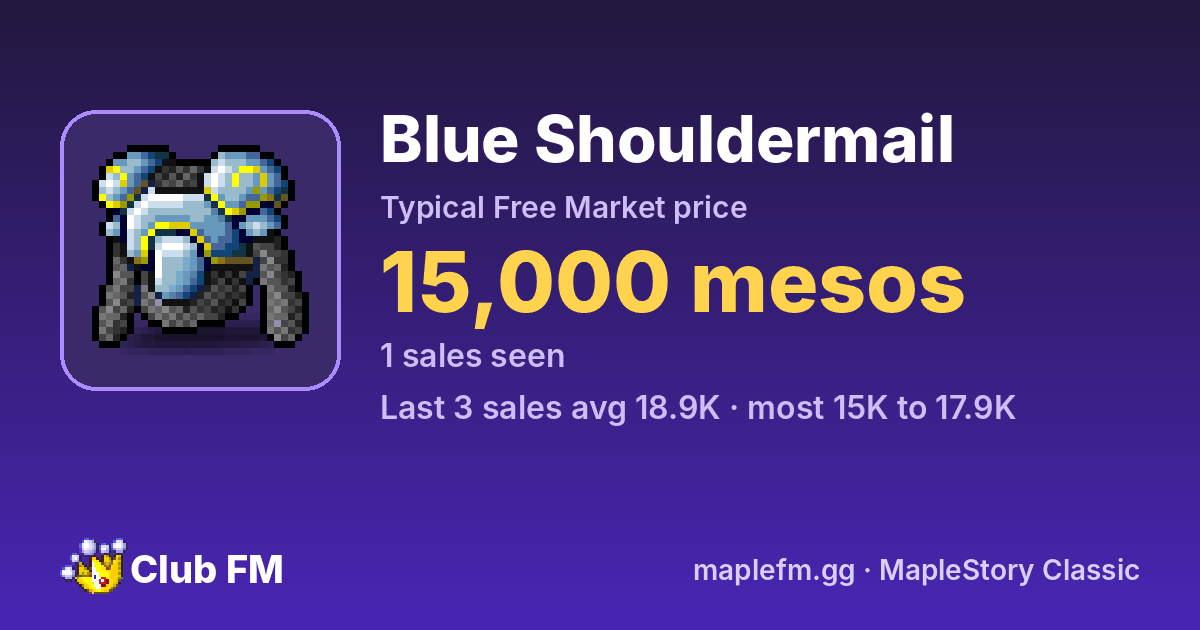 Blue Shouldermail
Typical Free Market price
15,000 mesos
1 sales seen
Last 3 sales avg 18.9K · most 15K to 17.9K
Club FM
maplefm.gg · MapleStory Classic